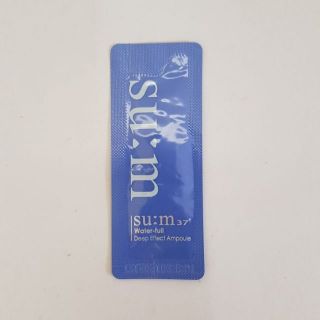 su:m
su:m37°
Water-full
Deep Effect Ampoule